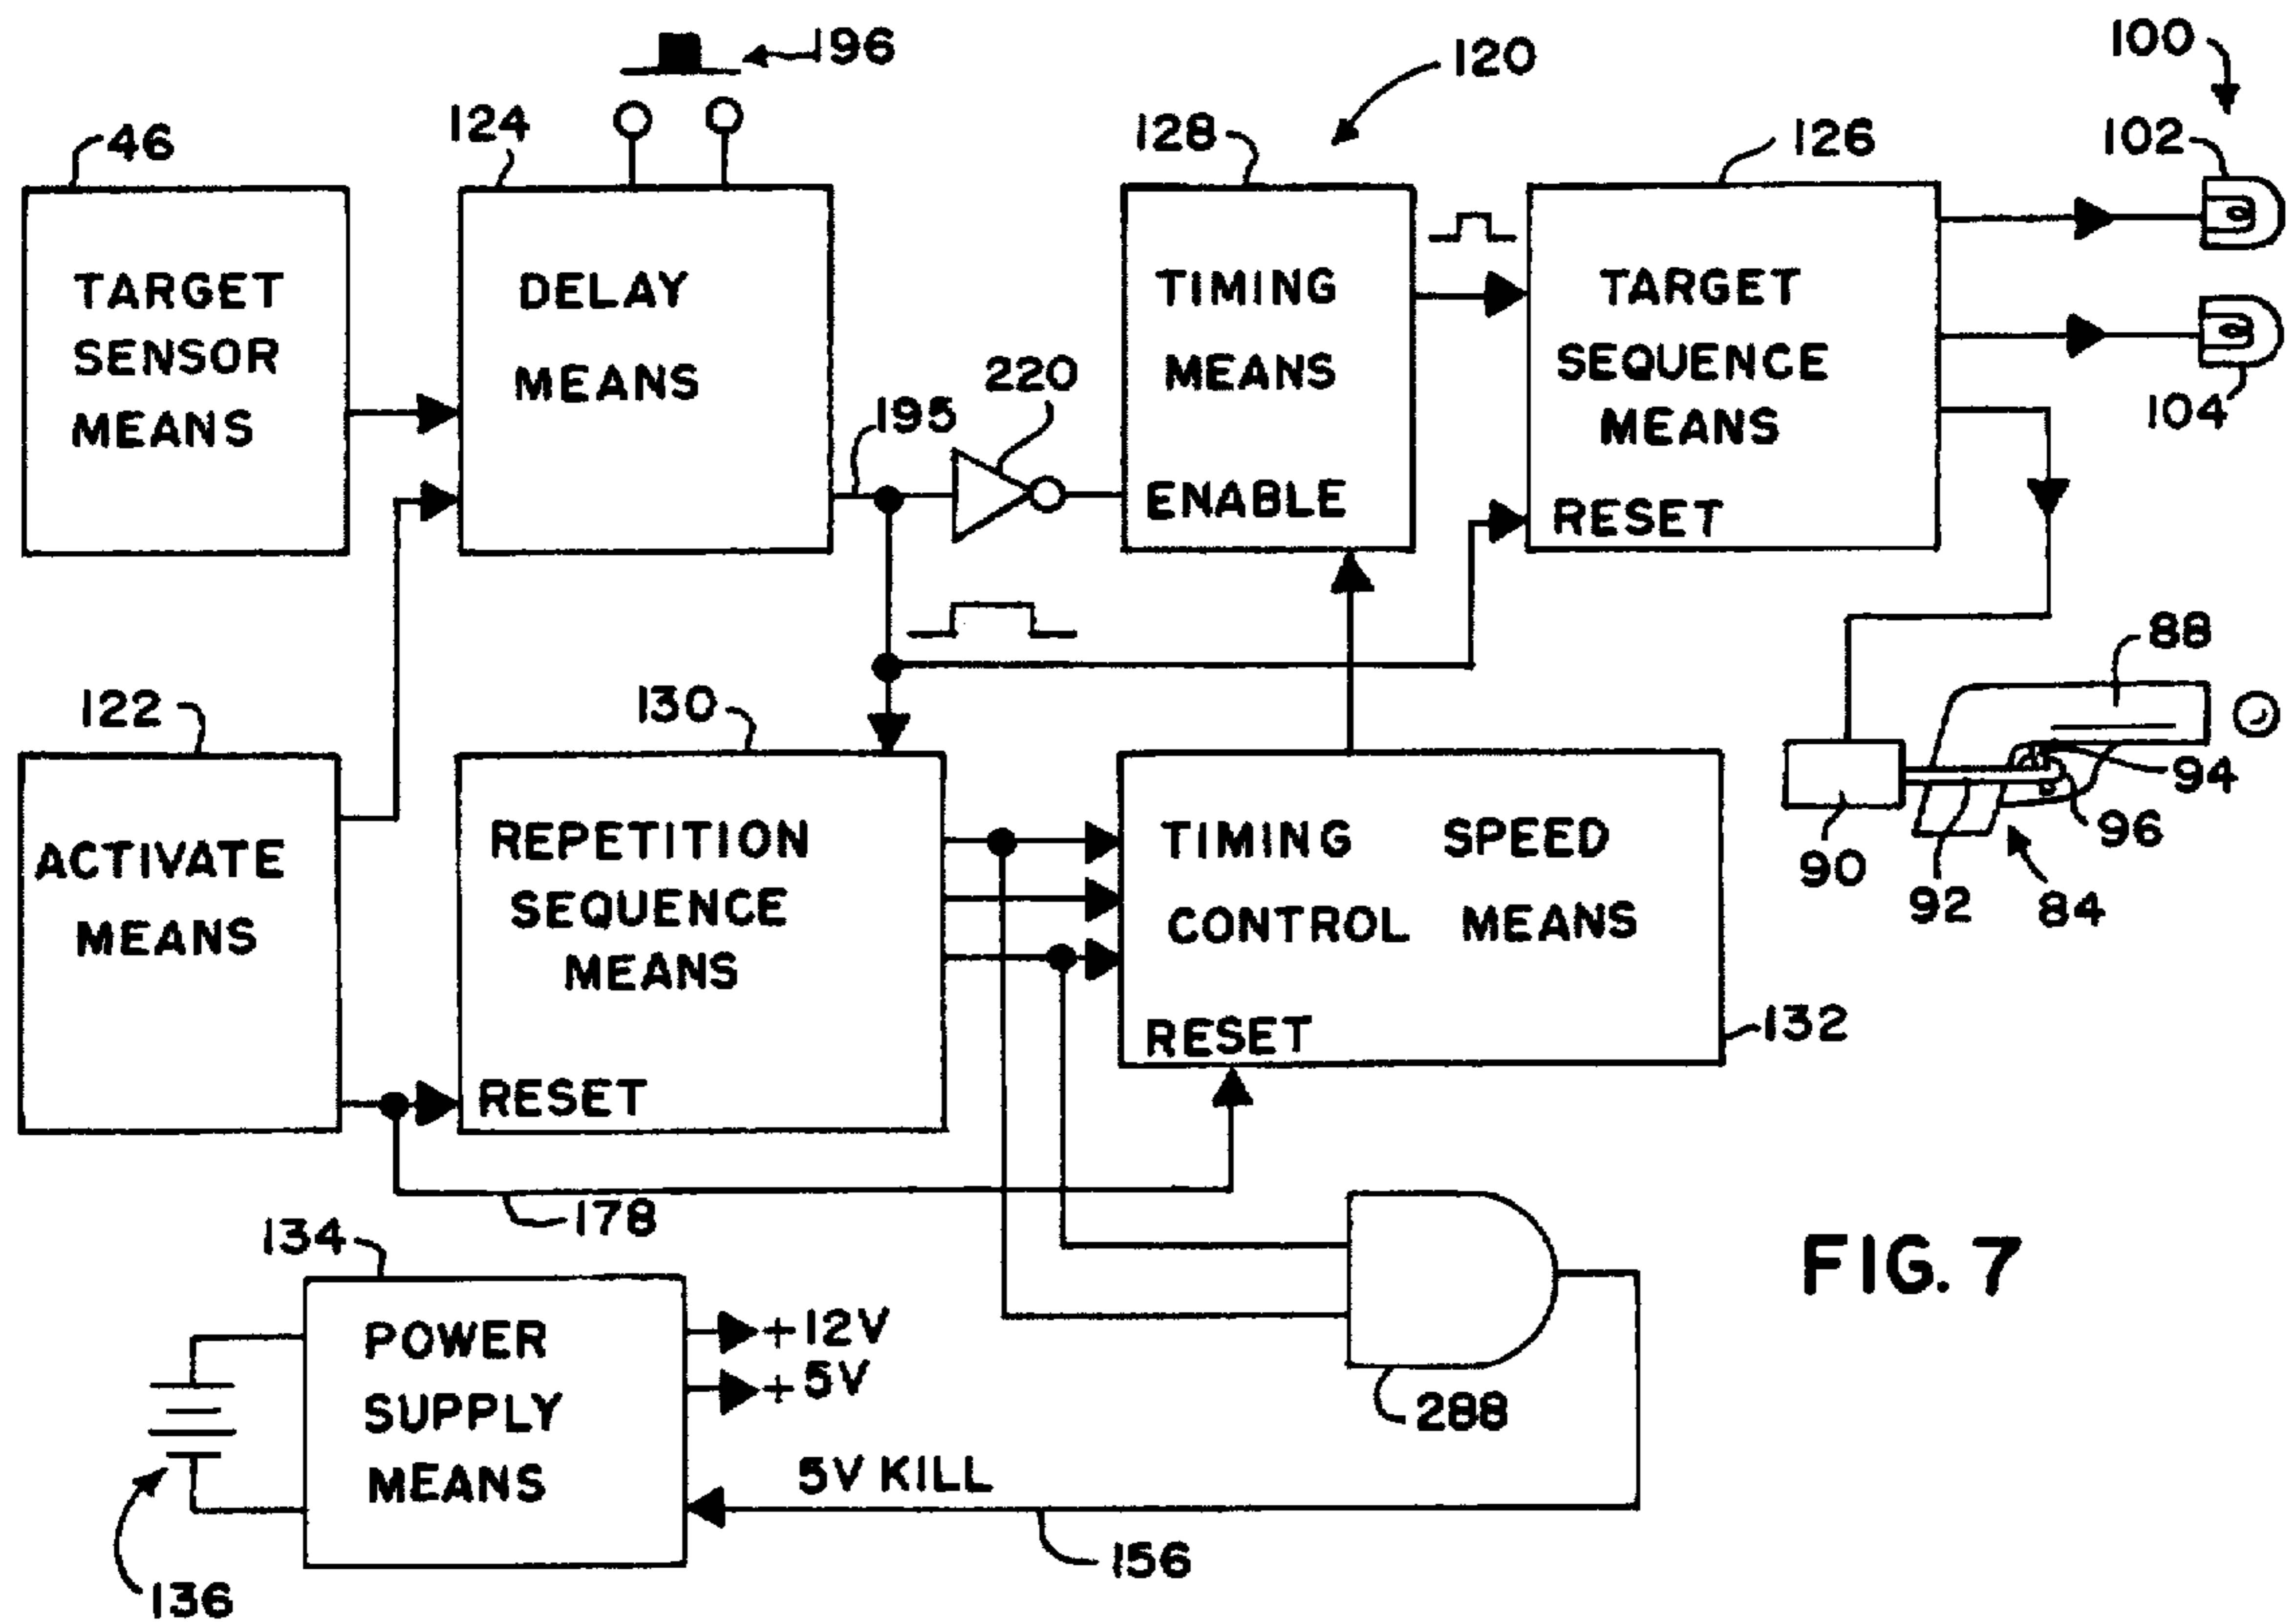 196
120
100
46
124
128
126
102
TARGET
SENSOR
MEANS
DELAY
MEANS
TIMING
MEANS
ENABLE
TARGET
SEQUENCE
MEANS
RESET
104
195
220
88
94
96
90
92
84
122
130
ACTIVATE
MEANS
REPETITION
SEQUENCE
MEANS
RESET
TIMING SPEED
CONTROL MEANS
RESET
132
178
134
POWER
SUPPLY
MEANS
+12V
+5V
5V KILL
288
156
136
FIG. 7